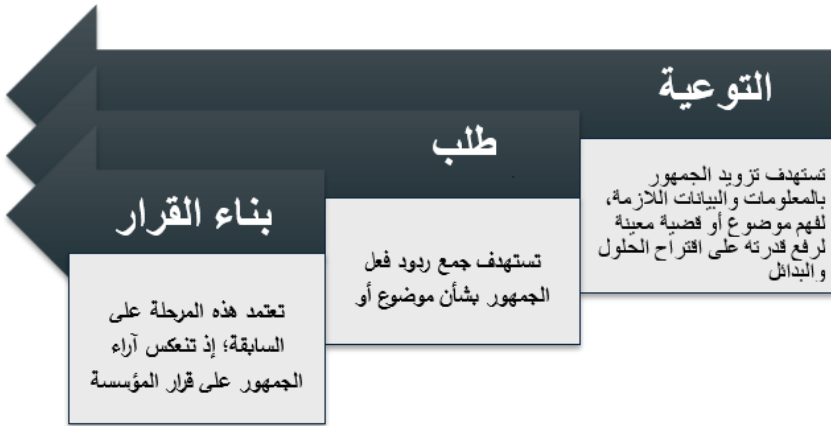 التوعية
تستهدف تزويد الجمهور
بالمعلومات والبيانات اللازمة،
لفهم موضوع أو قضية معينة
لرفع قدرته على اقتراح الحلول
والبدائل
طلب
تستهدف جمع ردود فعل
الجمهور بشأن موضوع أو
بناء القرار
تعتمد هذه المرحلة على
السابقة؛ إذ تنعكس آراء
الجمهور على قرار المؤسسة